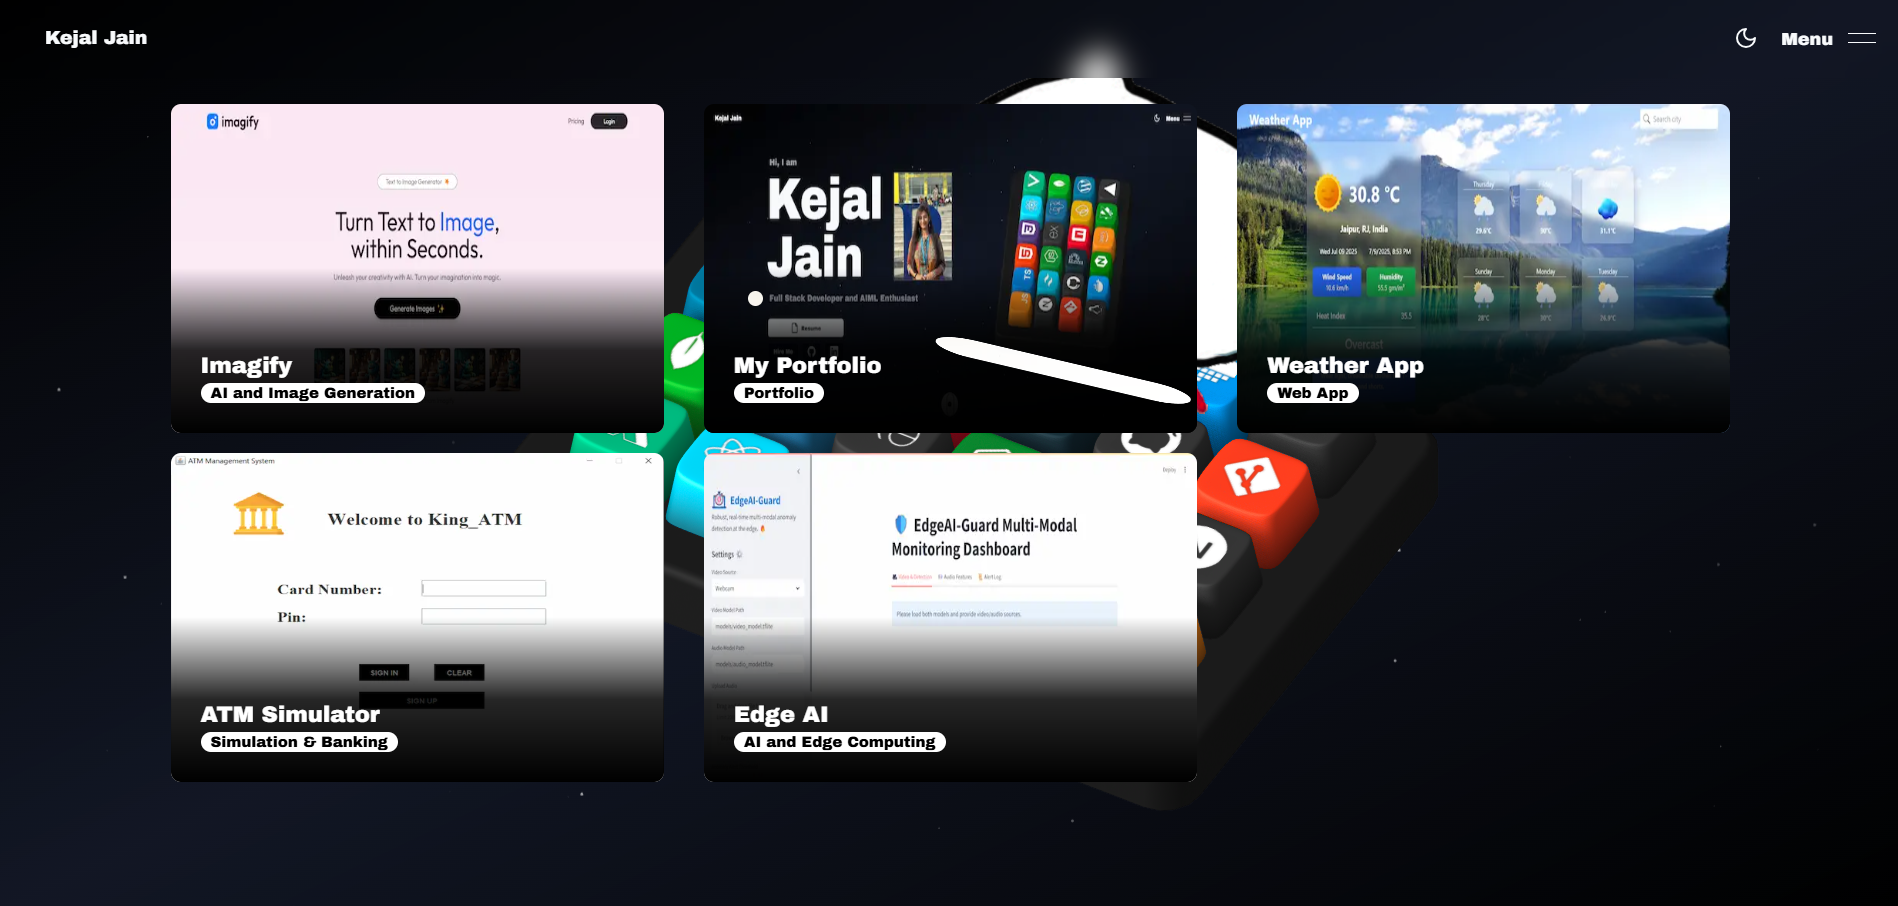 Kejal Jain
Menu
imagify
Pricing
Login
Text to Image Generator
Turn Text to Image,
within Seconds.
Unleash your creativity with AI. Turn your imagination into magic.
Generate Images
Imagify
AI and Image Generation
Kejal Jain
Menu
Hi, I am
Kejal
Jain
Full Stack Developer and AIML Enthusiast
Resume
Hire Me
My Portfolio
Portfolio
Weather App
Search city
30.8 °C
Jaipur, RJ, India
Wed Jul 09 2025
7/9/2025, 8:53 PM
Wind Speed
10.6 km/h
Humidity
55.5 gm/m³
Heat Index
35.5
Overcast
Thursday
29.6°C
30°C
31.1°C
Sunday
28°C
Monday
30°C
Tuesday
26.9°C
Weather App
Web App
ATM Management System
Welcome to King_ATM
Card Number:
Pin:
SIGN IN
CLEAR
SIGN UP
ATM Simulator
Simulation & Banking
Deploy
EdgeAI-Guard
Robust, real-time multi-modal anomaly
detection at the edge.
Settings
Video Source
Webcam
Video Model Path
models/video_model.tflite
Audio Model Path
models/audio_model.tflite
EdgeAI-Guard Multi-Modal
Monitoring Dashboard
Audio Features
Alert Log
Please load both models and provide video/audio sources.
Edge AI
AI and Edge Computing